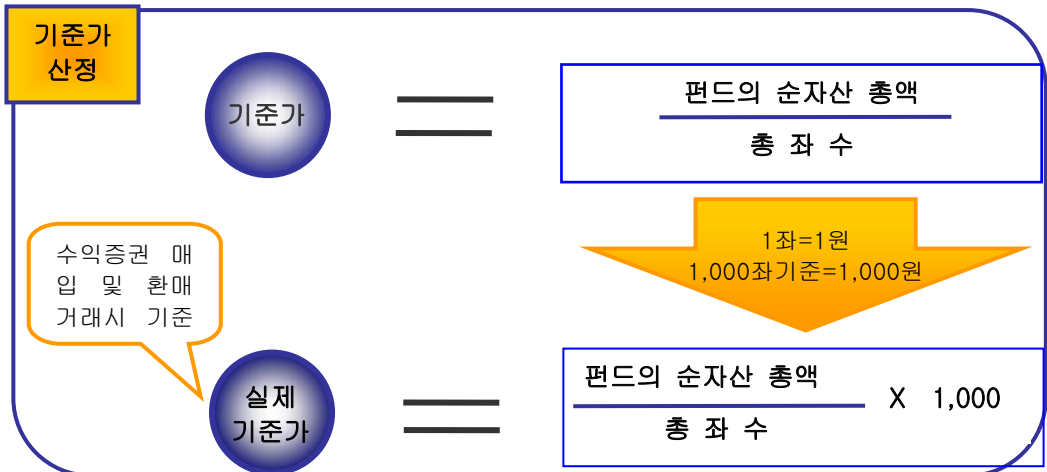 기준가
산정
기준가
펀드의 순자산 총액
총 좌 수
1좌=1원
1,000좌기준=1,000원
수익증권 매
입 및 환매
거래시 기준
실제
기준가
펀드의 순자산 총액
총 좌 수
X 1,000